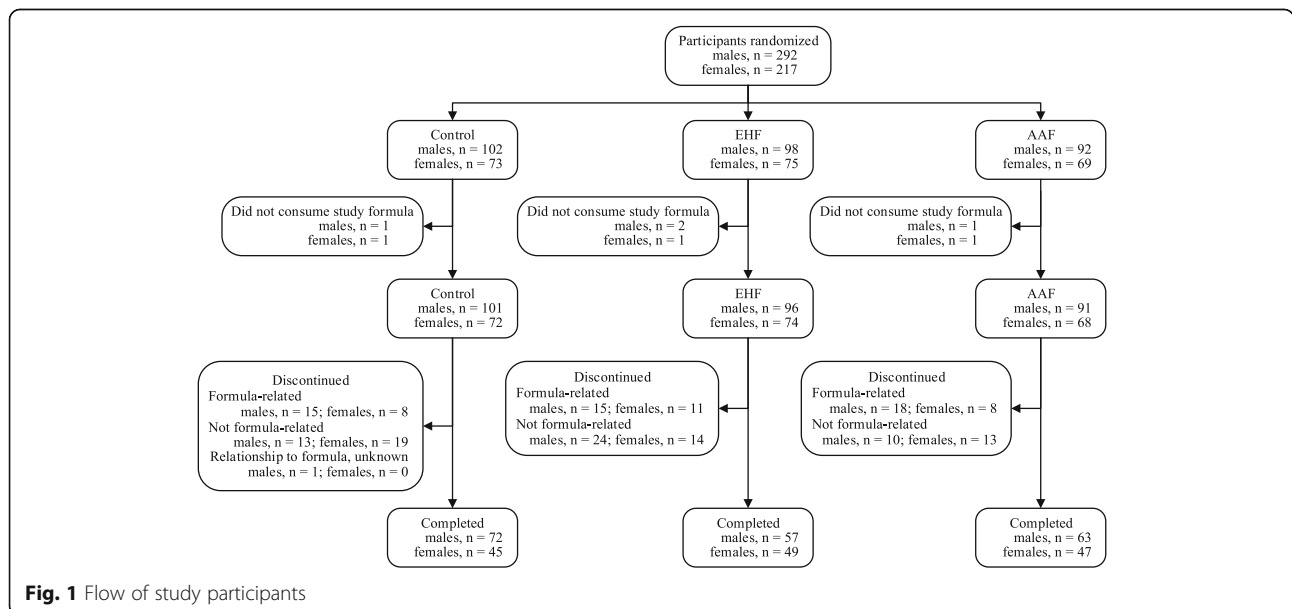 Participants randomized
males, n = 292
females, n = 217
Control
males, n = 102
females, n = 73
EHF
males, n = 98
females, n = 75
AAF
males, n = 92
females, n = 69
Did not consume study formula
males, n = 1
females, n = 1
Did not consume study formula
males, n = 2
females, n = 1
Did not consume study formula
males, n = 1
females, n = 1
Control
males, n = 101
females, n = 72
EHF
males, n = 96
females, n = 74
AAF
males, n = 91
females, n = 68
Discontinued
Formula-related
males, n = 15; females, n = 8
Not formula-related
males, n = 13; females, n = 19
Relationship to formula, unknown
males, n = 1; females, n = 0
Discontinued
Formula-related
males, n = 15; females, n = 11
Not formula-related
males, n = 24; females, n = 14
Discontinued
Formula-related
males, n = 18; females, n = 8
Not formula-related
males, n = 10; females, n = 13
Completed
males, n = 72
females, n = 45
Completed
males, n = 57
females, n = 49
Completed
males, n = 63
females, n = 47
Fig. 1 Flow of study participants